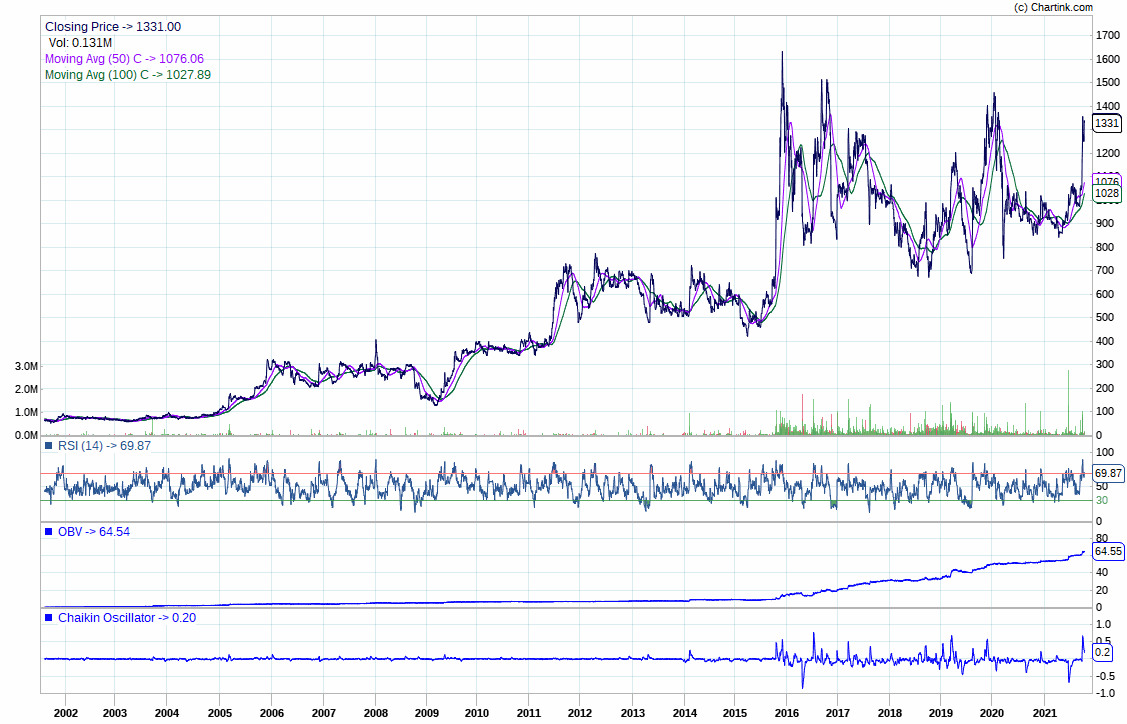 (c) Chartink.com
Closing Price -> 1331.00
Vol: 0.131M
Moving Avg (50) C -> 1076.06
Moving Avg (100) C -> 1027.89
1700
1600
1500
1400
1331
1200
1076
1028
900
800
700
600
500
400
300
200
100
0
3.0M
2.0M
1.0M
0.0M
RSI (14) -> 69.87
100
69.87
50
30
0
OBV -> 64.54
80
64.55
40
20
0
Chaikin Oscillator -> 0.20
1.0
0.5
0.2
-0.5
-1.0
2002 2003 2004 2005 2006 2007 2008 2009 2010 2011 2012 2013 2014 2015 2016 2017 2018 2019 2020 2021